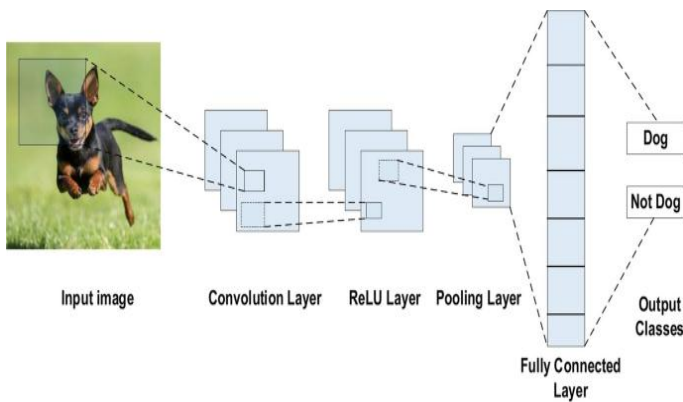 Dog
Not Dog
Input image
Convolution Layer
ReLU Layer
Pooling Layer
Output
Classes
Fully Connected
Layer